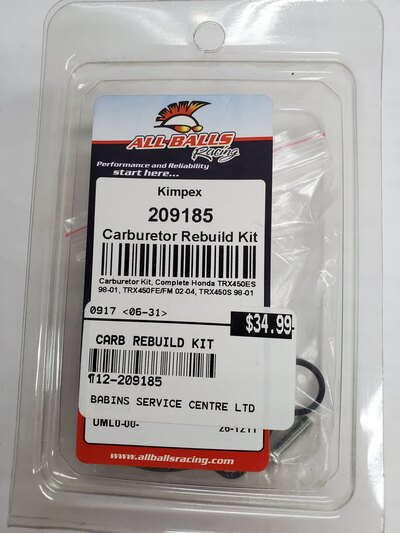 ALL BALLS
Racing
Performance and Reliability
start here...
Kimpex
209185
Carburetor Rebuild Kit
Carburetor Kit, Complete Honda TRX450ES
98-01, TRX450FE/FM 02-04, TRX450S 98-01
0917 <06-31>
$34.99
CARB REBUILD KIT
¶12-209185
BABINS SERVICE CENTRE LTD
www.allballsracing.com